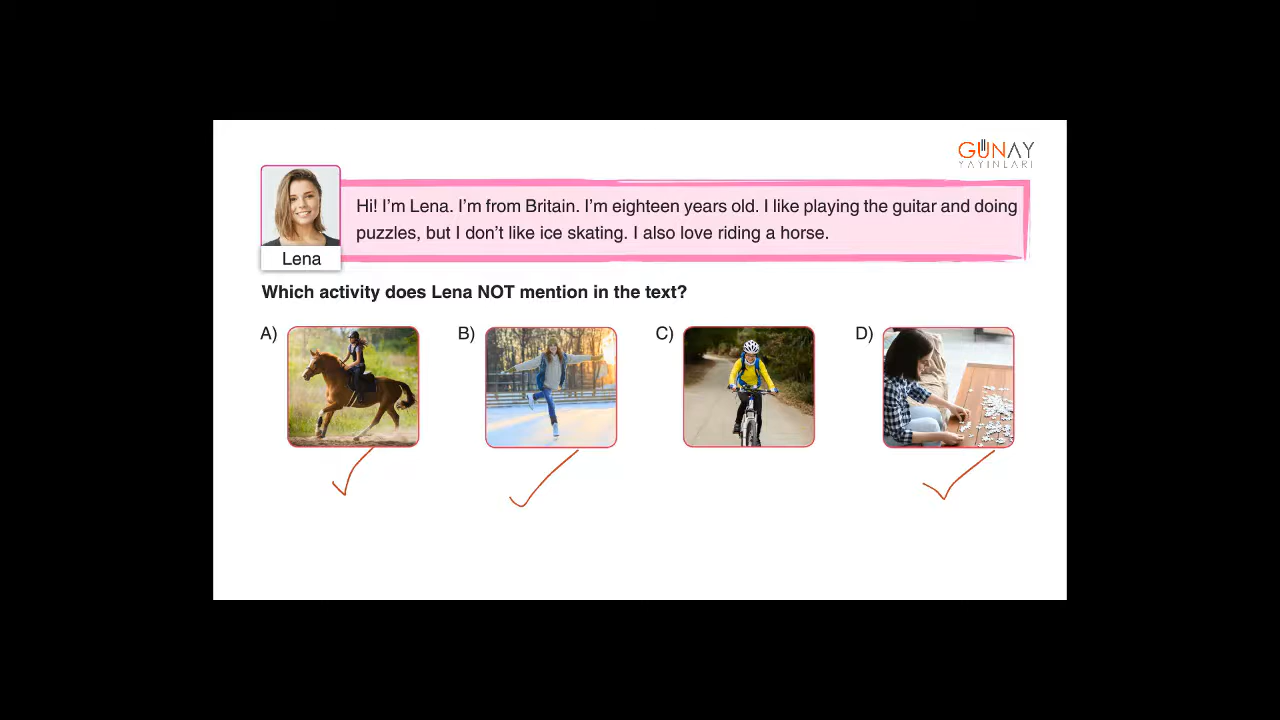 GÜNAY
YAYINLARI
Hi! I'm Lena. I'm from Britain. I'm eighteen years old. I like playing the guitar and doing
puzzles, but I don't like ice skating. I also love riding a horse.
Lena
Which activity does Lena NOT mention in the text?
A) B) C) D)